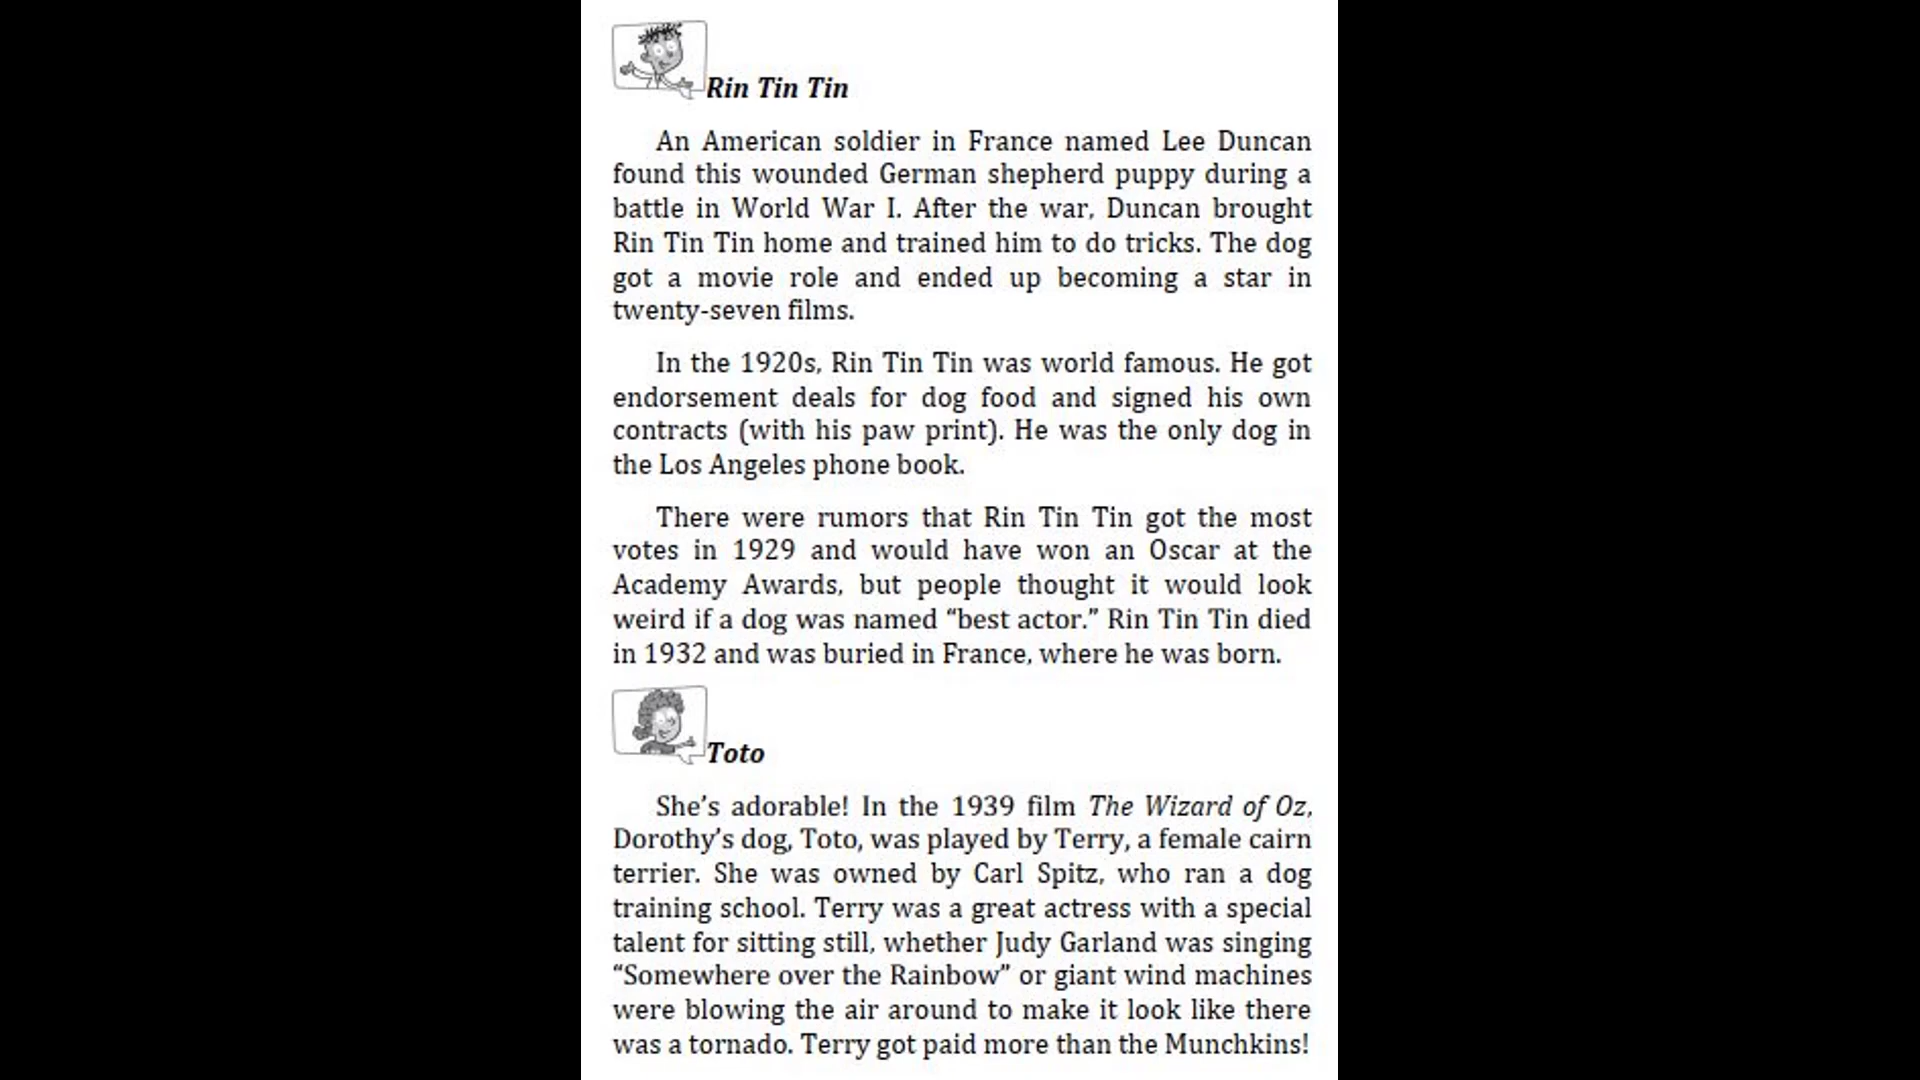 Rin Tin Tin
An American soldier in France named Lee Duncan
found this wounded German shepherd puppy during a
battle in World War I. After the war, Duncan brought
Rin Tin Tin home and trained him to do tricks. The dog
got a movie role and ended up becoming a star in
twenty-seven films.
In the 1920s, Rin Tin Tin was world famous. He got
endorsement deals for dog food and signed his own
contracts (with his paw print). He was the only dog in
the Los Angeles phone book.
There were rumors that Rin Tin Tin got the most
votes in 1929 and would have won an Oscar at the
Academy Awards, but people thought it would look
weird if a dog was named “best actor.” Rin Tin Tin died
in 1932 and was buried in France, where he was born.
Toto
She’s adorable! In the 1939 film The Wizard of Oz,
Dorothy’s dog, Toto, was played by Terry, a female cairn
terrier. She was owned by Carl Spitz, who ran a dog
training school. Terry was a great actress with a special
talent for sitting still, whether Judy Garland was singing
“Somewhere over the Rainbow” or giant wind machines
were blowing the air around to make it look like there
was a tornado. Terry got paid more than the Munchkins!